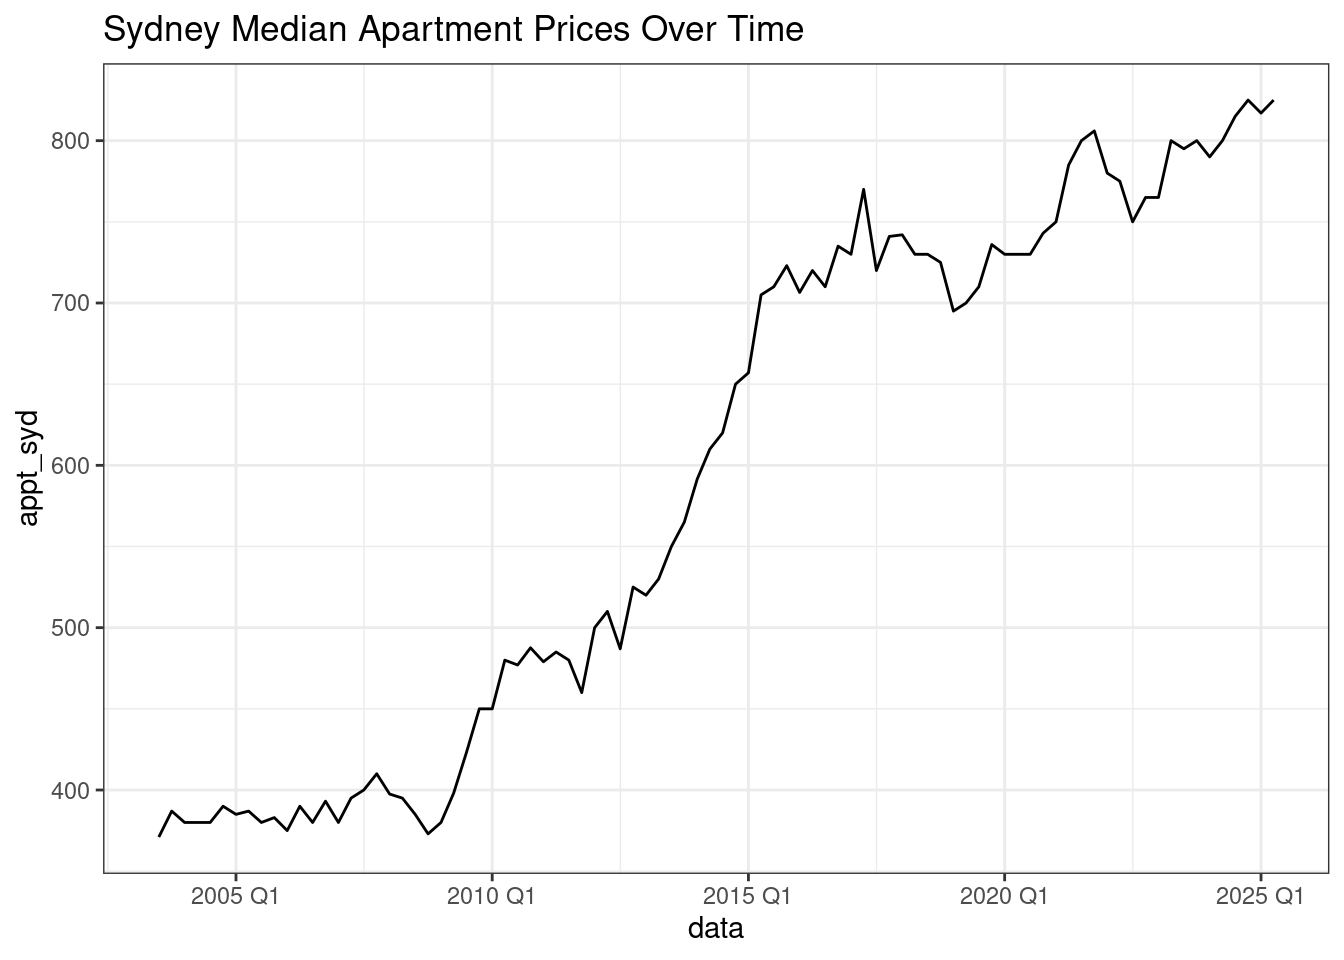 Sydney Median Apartment Prices Over Time
800
700
600
500
400
appt_syd
2005 Q1 2010 Q1 2015 Q1 2020 Q1 2025 Q1
data